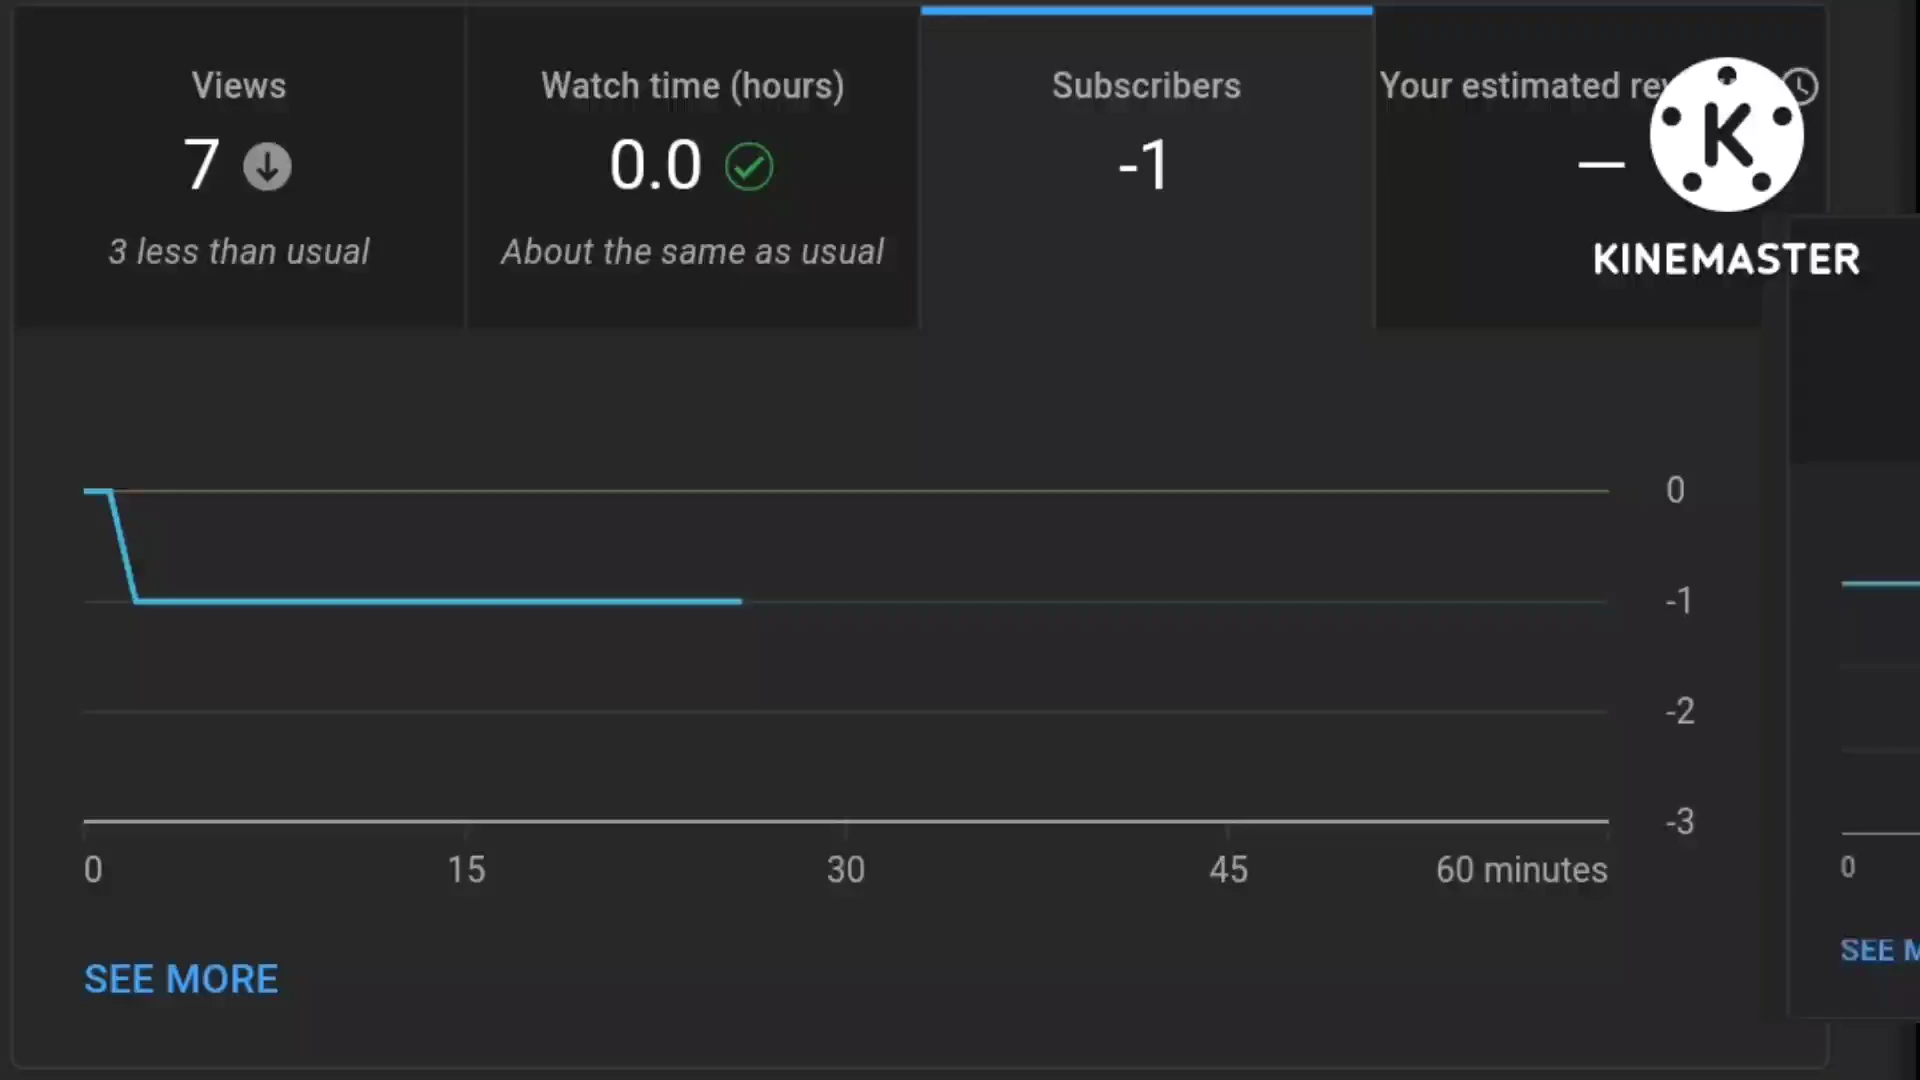 Views
7
3 less than usual
Watch time (hours)
0.0
About the same as usual
Subscribers
-1
Your estimated
—
K
KINEMASTER
0
-1
-2
-3
0
15
30
45
60 minutes
SEE MORE
0
SEE